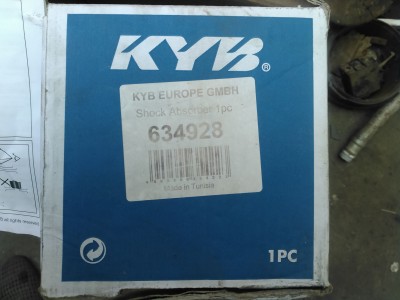 KYB®
KYB EUROPE GMBH
Shock Absorber 1pc
634928
Made in Tunisia
1PC